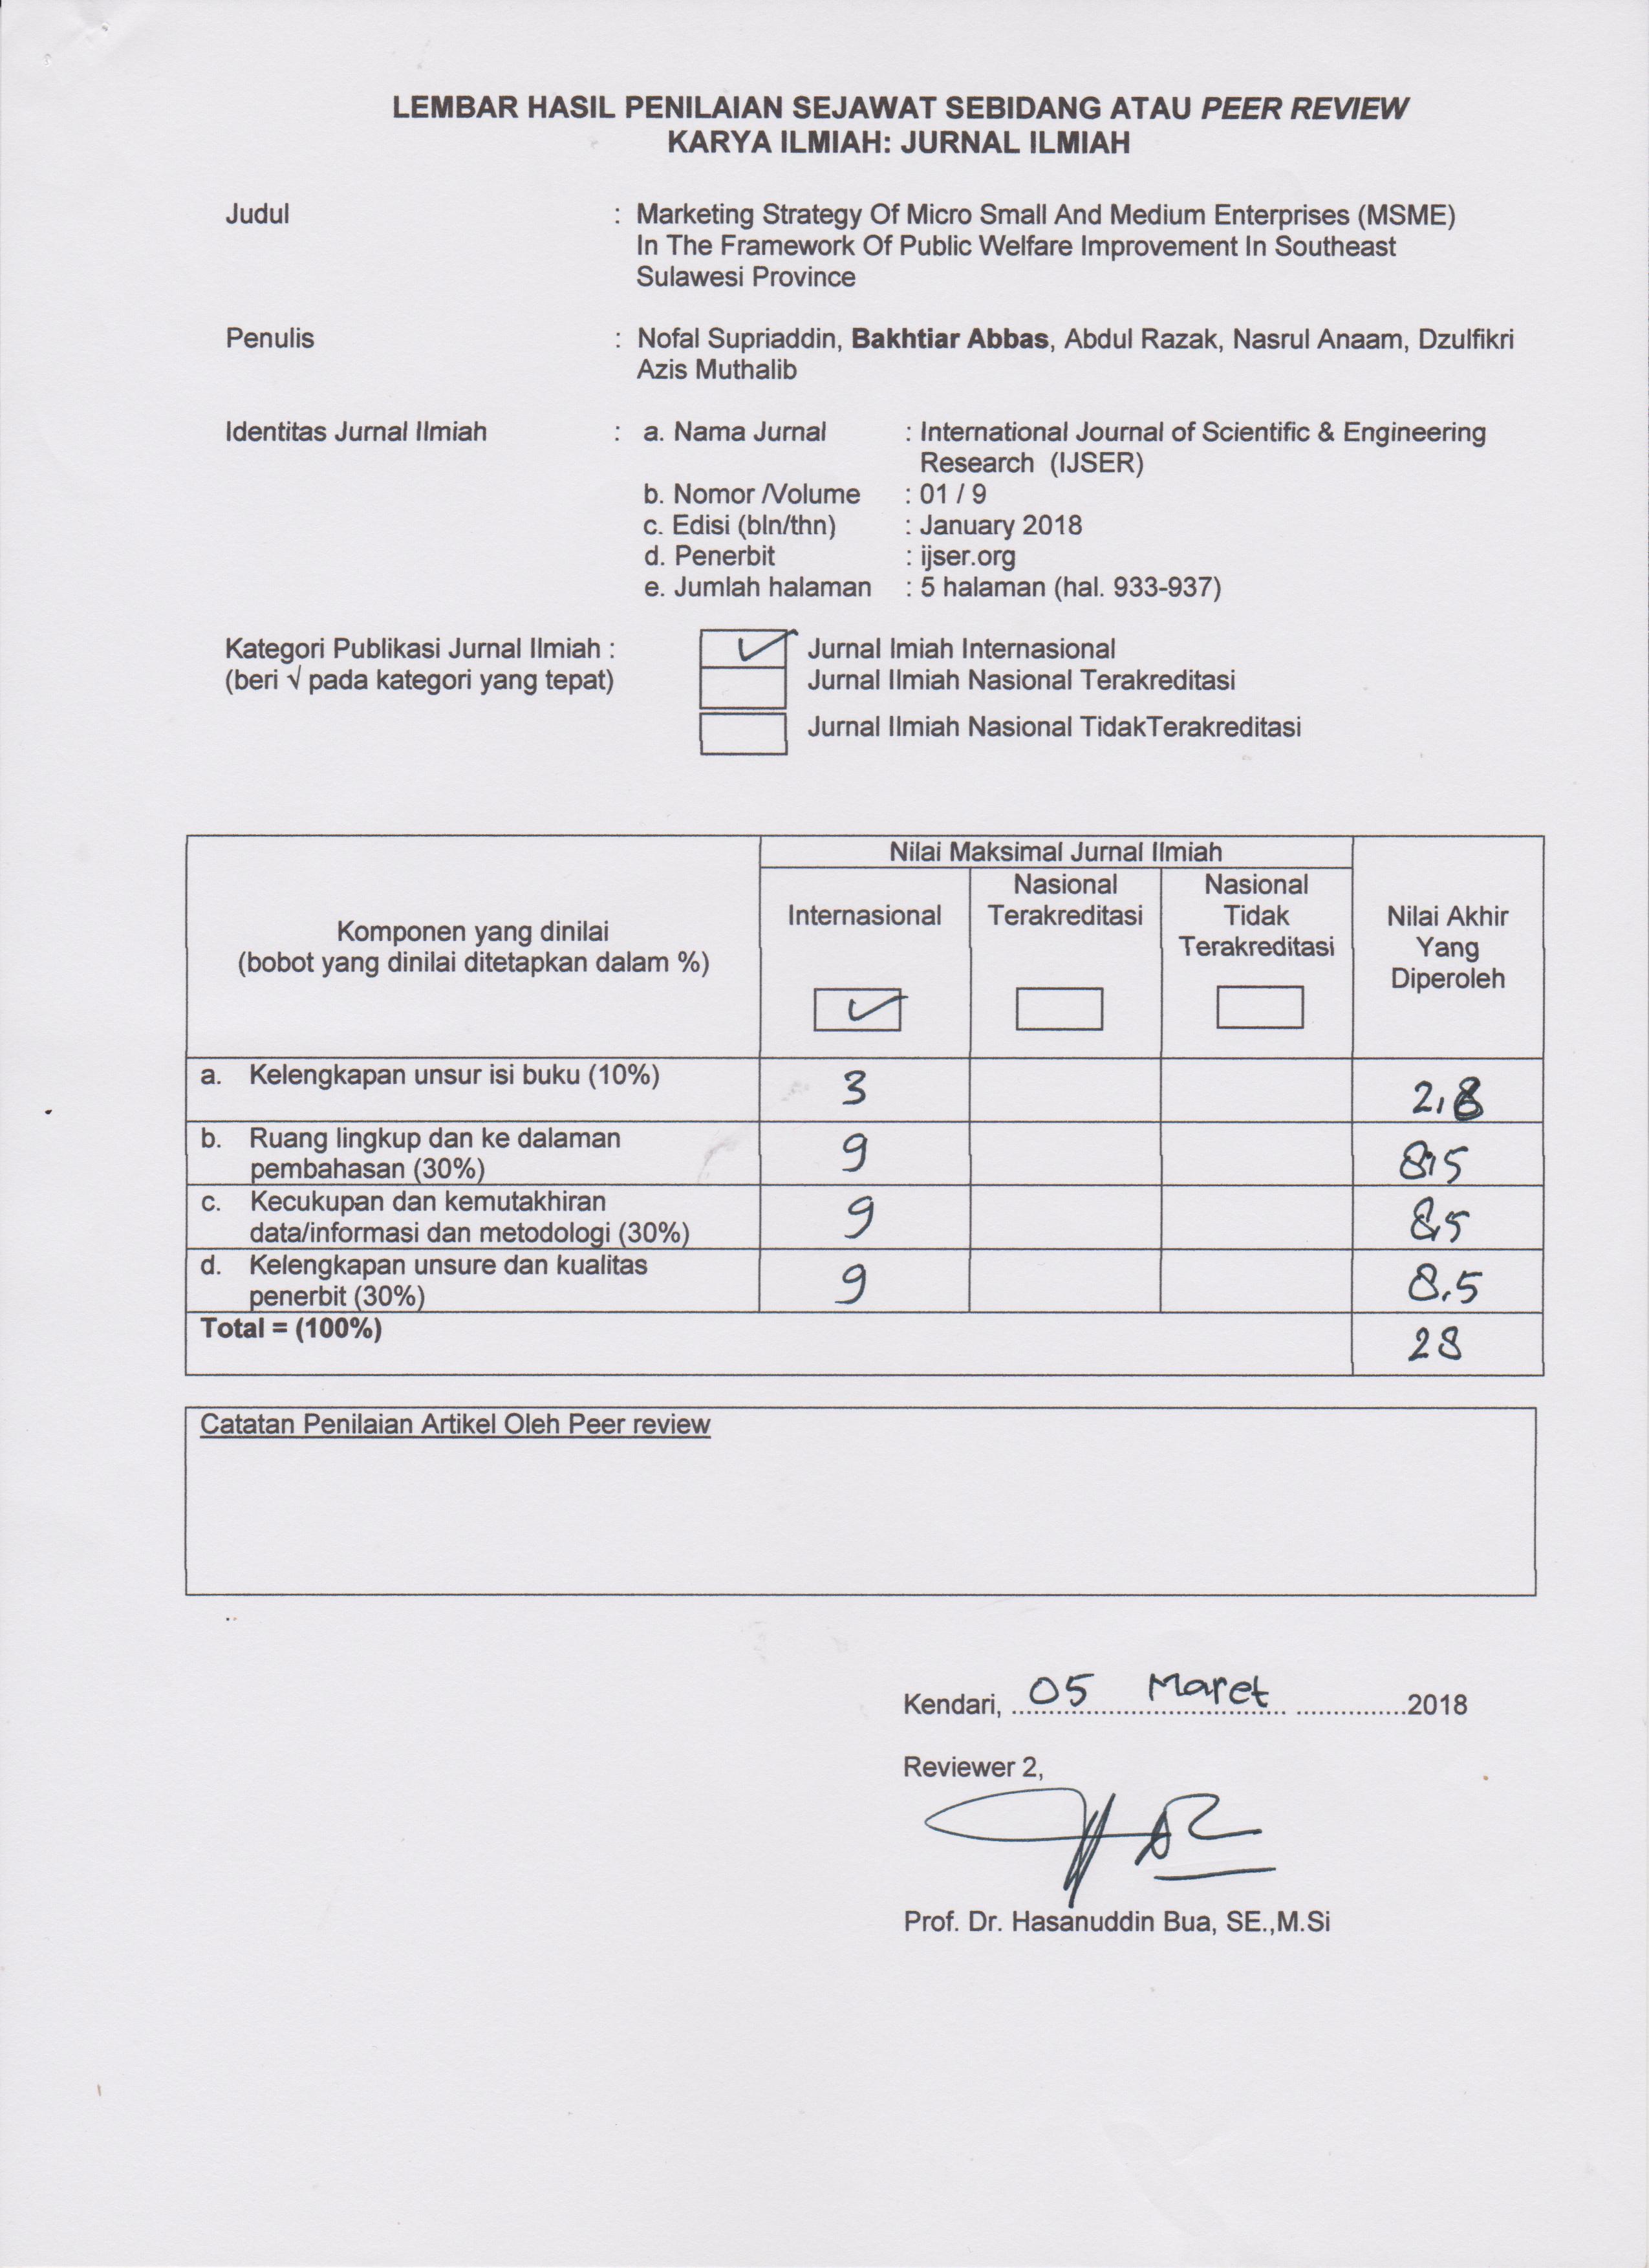 LEMBAR HASIL PENILAIAN SEJAWAT SEBIDANG ATAU PEER REVIEW
KARYA ILMIAH: JURNAL ILMIAH
Judul : Marketing Strategy Of Micro Small And Medium Enterprises (MSME)
In The Framework Of Public Welfare Improvement In Southeast
Sulawesi Province
Penulis : Nofal Supriaddin, Bakhtiar Abbas, Abdul Razak, Nasrul Anaam, Dzulfikri
Azis Muthalib
Identitas Jurnal Ilmiah : a. Nama Jurnal : International Journal of Scientific & Engineering
Research (IJSER)
b. Nomor /Volume : 01 / 9
c. Edisi (bln/thn) : January 2018
d. Penerbit : ijser.org
e. Jumlah halaman : 5 halaman (hal. 933-937)
Kategori Publikasi Jurnal Ilmiah : ✓ Jurnal Imiah Internasional
(beri √ pada kategori yang tepat) Jurnal Ilmiah Nasional Terakreditasi
Jurnal Ilmiah Nasional TidakTerakreditasi
Komponen yang dinilai
(bobot yang dinilai ditetapkan dalam %)
Nilai Maksimal Jurnal Ilmiah
Internasional
✓
Nasional
Terakreditasi
Nasional
Tidak
Terakreditasi
Nilai Akhir
Yang
Diperoleh
a. Kelengkapan unsur isi buku (10%) 3 2,8
b. Ruang lingkup dan ke dalaman
pembahasan (30%) 9 8,5
c. Kecukupan dan kemutakhiran
data/informasi dan metodologi (30%) 9 8,5
d. Kelengkapan unsure dan kualitas
penerbit (30%) 9 8.5
Total = (100%) 28
Catatan Penilaian Artikel Oleh Peer review
Kendari, 05 Maret ...............2018
Reviewer 2,
Prof. Dr. Hasanuddin Bua, SE.,M.Si